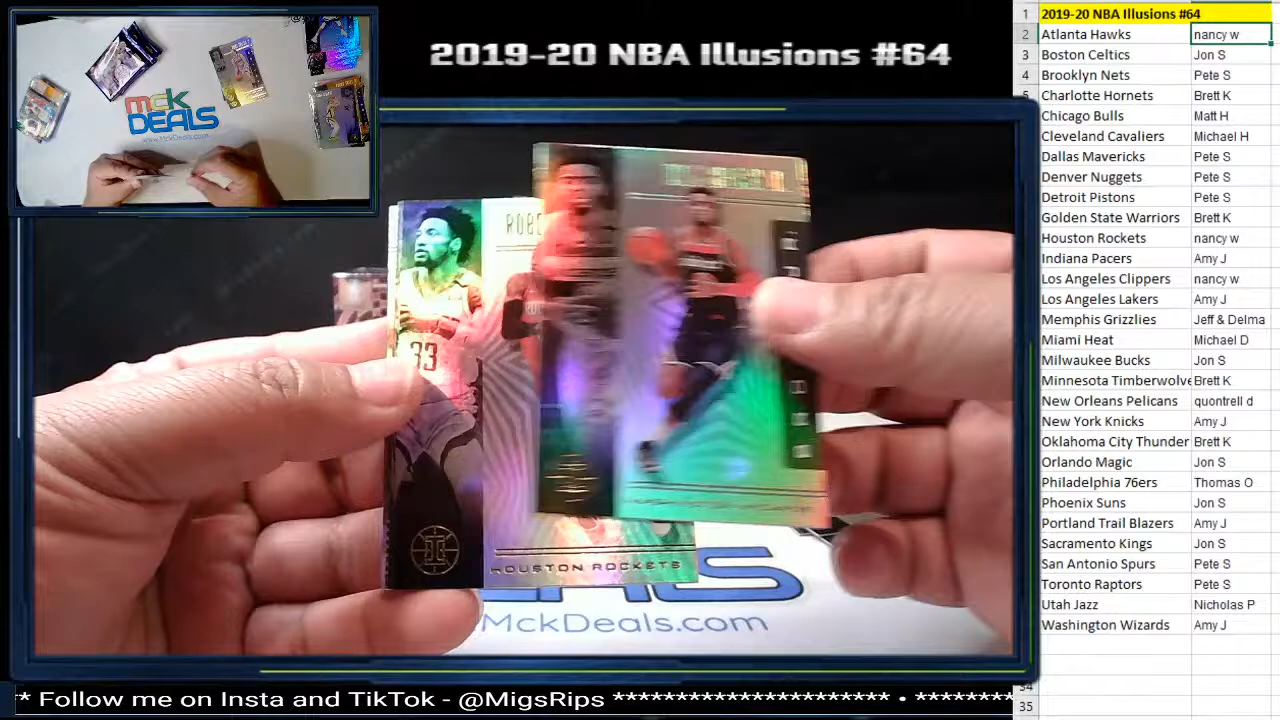 2019-20 NBA Illusions #64
mck
DEALS
www.MckDeals.com
ROBE
33
HOUSTON ROCKETS
MckDeals.com
* Follow me on Insta and TikTok - @MigsRips ********************** • ********
1 2019-20 NBA Illusions #64
2 Atlanta Hawks nancy w
3 Boston Celtics Jon S
4 Brooklyn Nets Pete S
5 Charlotte Hornets Brett K
Chicago Bulls Matt H
Cleveland Cavaliers Michael H
Dallas Mavericks Pete S
Denver Nuggets Pete S
Detroit Pistons Pete S
Golden State Warriors Brett K
Houston Rockets nancy w
Indiana Pacers Amy J
Los Angeles Clippers nancy w
Los Angeles Lakers Amy J
Memphis Grizzlies Jeff & Delma
Miami Heat Michael D
Milwaukee Bucks Jon S
Minnesota Timberwolve Brett K
New Orleans Pelicans quontrell d
New York Knicks Amy J
Oklahoma City Thunder Brett K
Orlando Magic Jon S
Philadelphia 76ers Thomas O
Phoenix Suns Jon S
Portland Trail Blazers Amy J
Sacramento Kings Jon S
San Antonio Spurs Pete S
Toronto Raptors Pete S
Utah Jazz Nicholas P
Washington Wizards Amy J
34
35